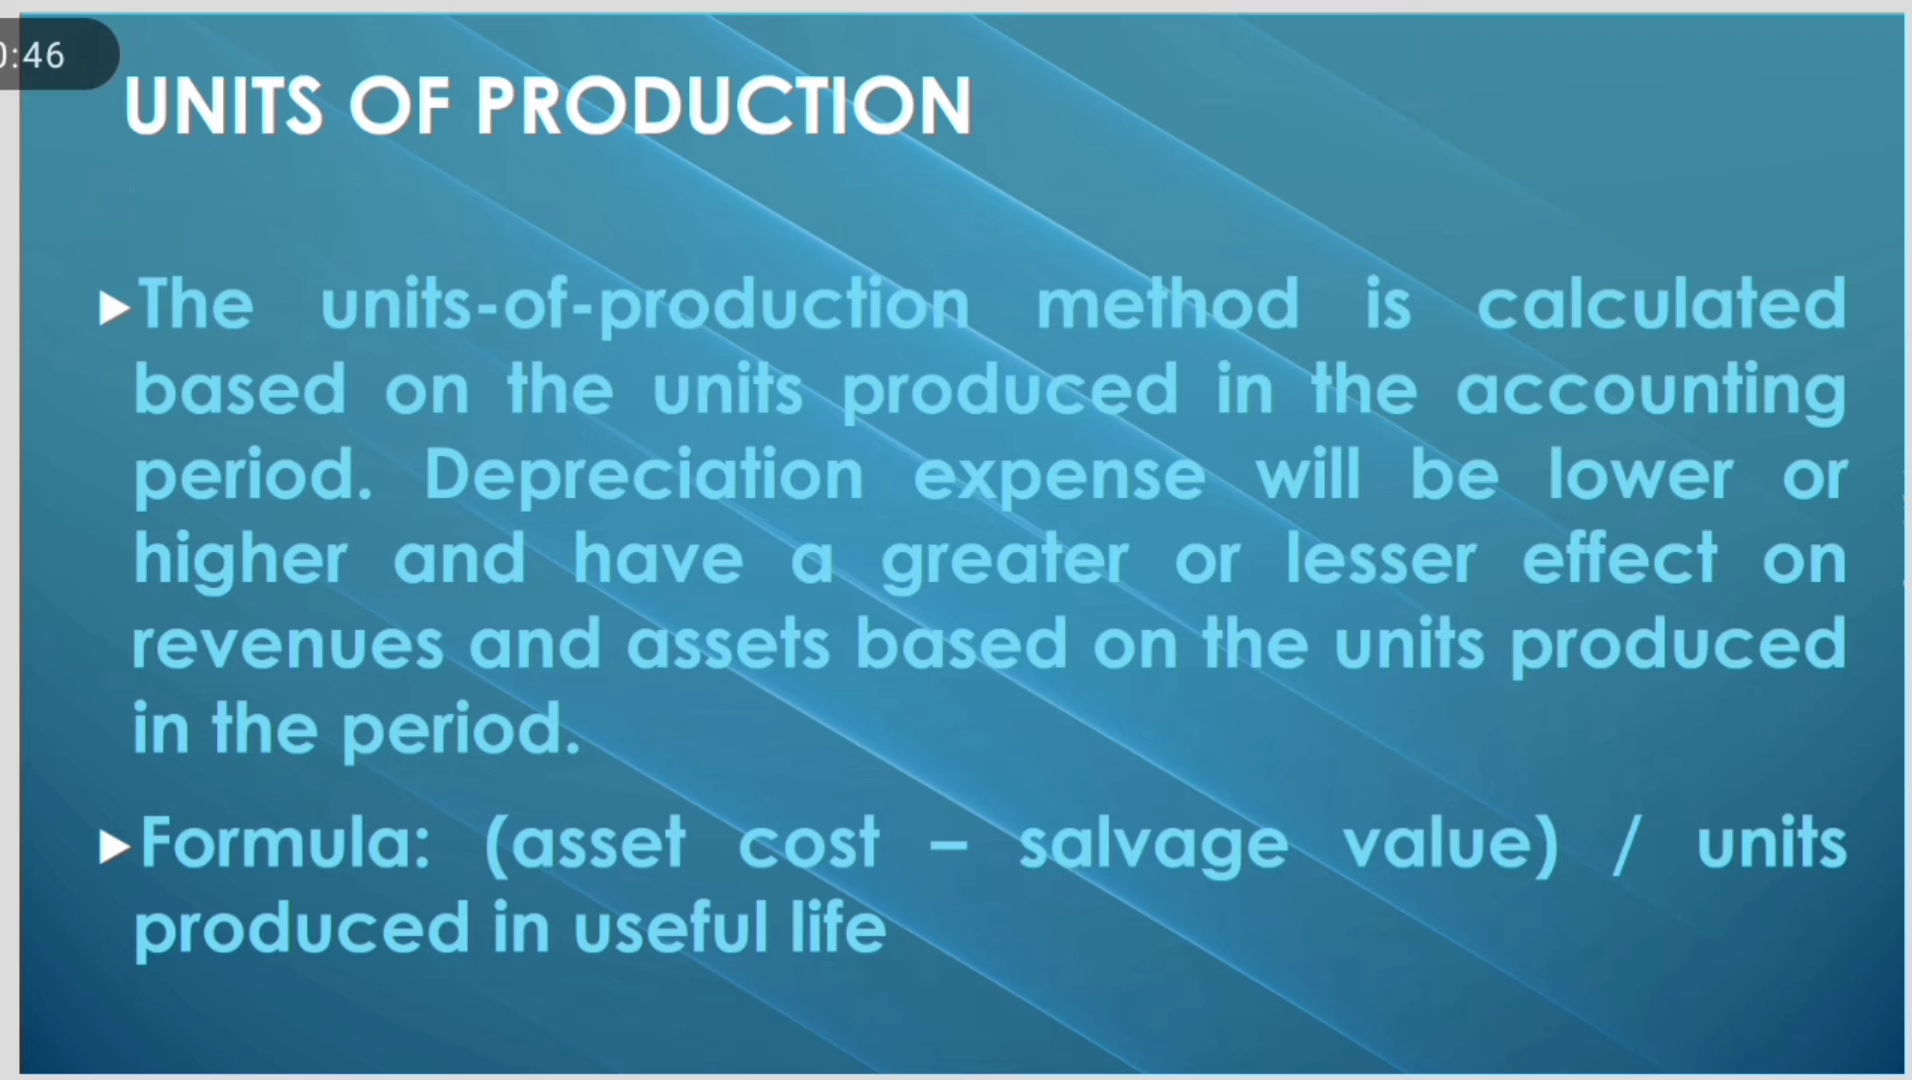 0:46
UNITS OF PRODUCTION
The units-of-production method is calculated
based on the units produced in the accounting
period. Depreciation expense will be lower or
higher and have a greater or lesser effect on
revenues and assets based on the units produced
in the period.
Formula: (asset cost – salvage value) / units
produced in useful life